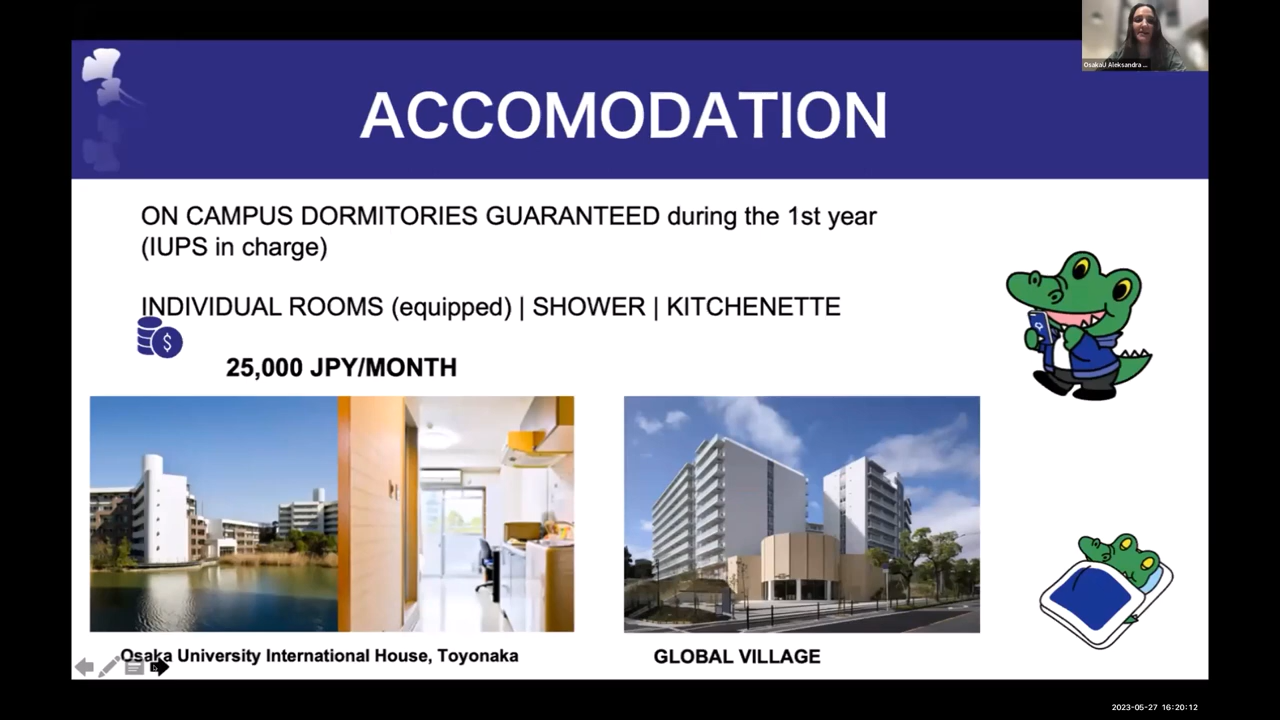 OsakaU Aleksandra ...
ACCOMODATION
ON CAMPUS DORMITORIES GUARANTEED during the 1st year
(IUPS in charge)
INDIVIDUAL ROOMS (equipped) | SHOWER | KITCHENETTE
$
25,000 JPY/MONTH
Osaka University International House, Toyonaka
GLOBAL VILLAGE
2023-05-27 16:20:12